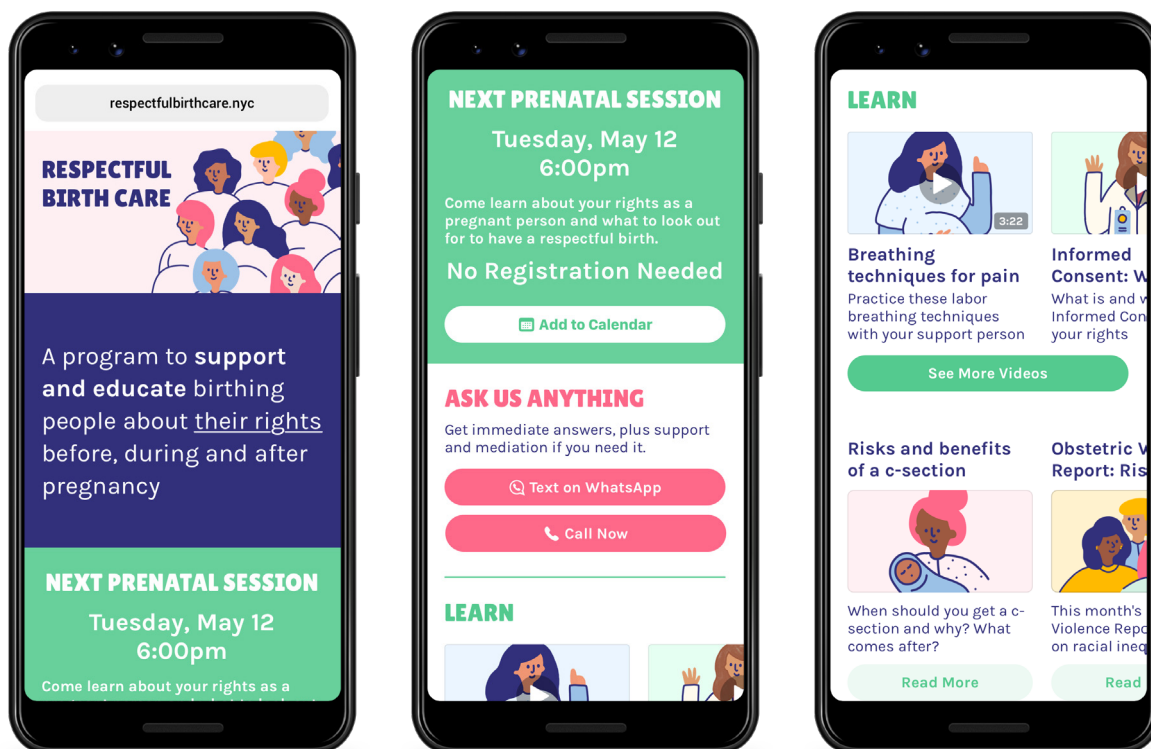 respectfulbirthcare.nyc
RESPECTFUL
BIRTH CARE
A program to support
and educate birthing
people about their rights
before, during and after
pregnancy
NEXT PRENATAL SESSION
Tuesday, May 12
6:00pm
Come learn about your rights as a
NEXT PRENATAL SESSION
Tuesday, May 12
6:00pm
Come learn about your rights as a
pregnant person and what to look out
for to have a respectful birth.
No Registration Needed
Add to Calendar
ASK US ANYTHING
Get immediate answers, plus support
and mediation if you need it.
Text on WhatsApp
Call Now
LEARN
LEARN
3:22
Breathing
techniques for pain
Practice these labor
breathing techniques
with your support person
Informed
Consent: W
What is and w
Informed Con
your rights
See More Videos
Risks and benefits
of a c-section
When should you get a c-
section and why? What
comes after?
Read More
Obstetric V
Report: Ris
This month's
Violence Repo
on racial ineq
Read